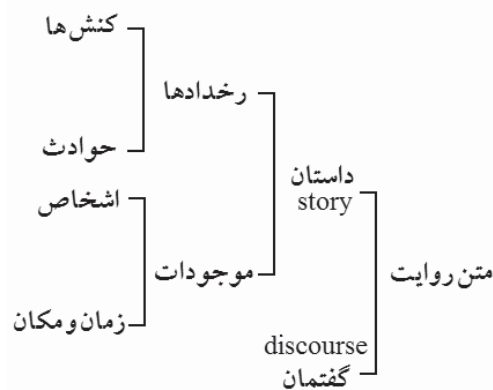 کنش‌ها
رخدادها
حوادث
داستان
story
اشخاص
موجودات
متن روایت
زمان و مکان
discourse
گفتمان